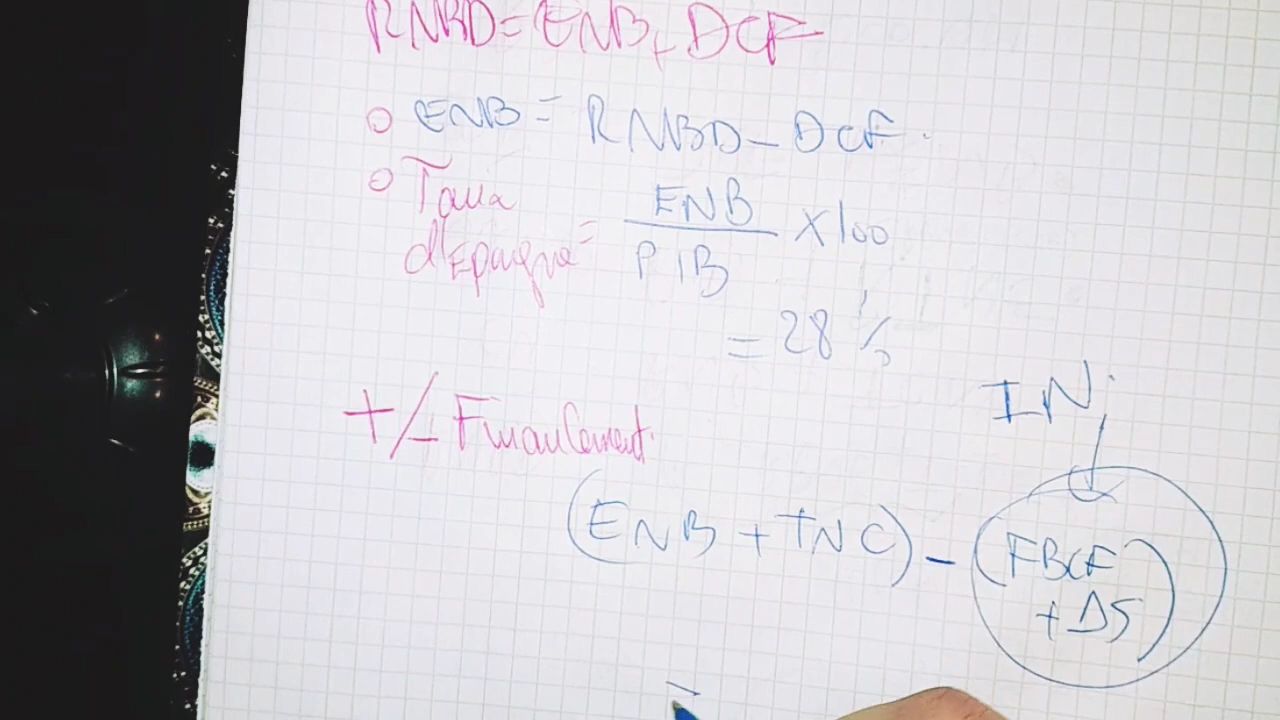 RNBD = ENB + DCF
○ ENB = RNBD - DCF.
○ Taux d'Epargne = ENB / PIB × 100
= 28 %
+/- Financement.
IN.
(ENB + TNC) - (FBCF + ΔS)